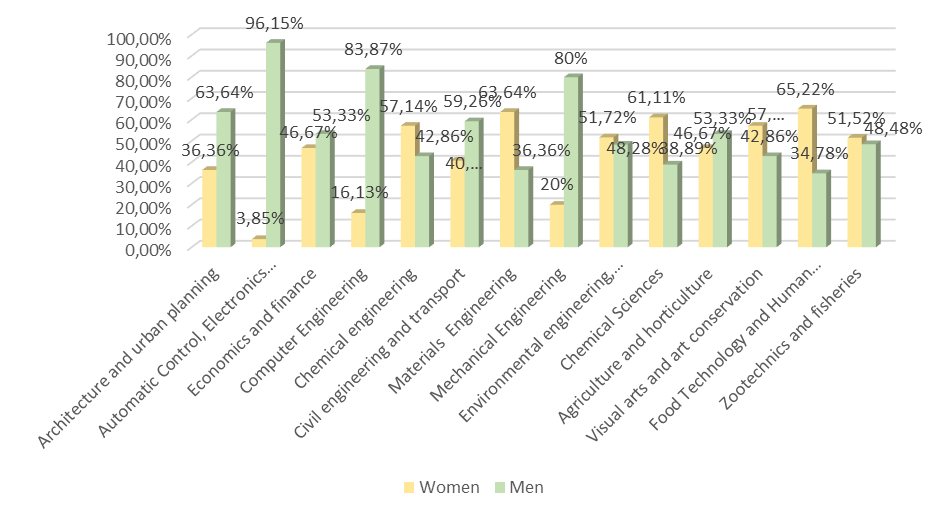 100,00%
90,00%
80,00%
70,00%
60,00%
50,00%
40,00%
30,00%
20,00%
10,00%
0,00%
36,36%
63,64%
3,85%
96,15%
46,67%
53,33%
16,13%
83,87%
57,14%
42,86%
40,...
59,26%
63,64%
36,36%
20%
80%
51,72%
48,28%
61,11%
38,89%
46,67%
53,33%
57,...
42,86%
65,22%
34,78%
51,52%
48,48%
Architecture and urban planning
Automatic Control, Electronics...
Economics and finance
Computer Engineering
Chemical engineering
Civil engineering and transport
Materials Engineering
Mechanical Engineering
Environmental engineering,...
Chemical Sciences
Agriculture and horticulture
Visual arts and art conservation
Food Technology and Human...
Zootechnics and fisheries
Women
Men